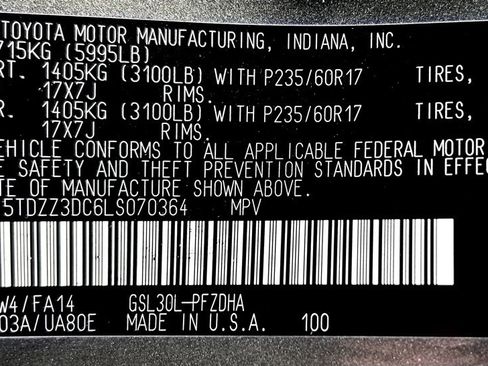 TOYOTA MOTOR MANUFACTURING, INDIANA, INC.
715KG (5995LB)
RT. 1405KG (3100LB) WITH P235/60R17 TIRES,
17X7J RIMS.
R. 1405KG (3100LB) WITH P235/60R17 TIRES,
17X7J RIMS.
EHICLE CONFORMS TO ALL APPLICABLE FEDERAL MOTOR
E SAFETY AND THEFT PREVENTION STANDARDS IN EFFEC
ATE OF MANUFACTURE SHOWN ABOVE.
5TDZZ3DC6LS070364 MPV
W4/FA14 GSL30L-PFZDHA
03A/UA80E MADE IN U.S.A. 100